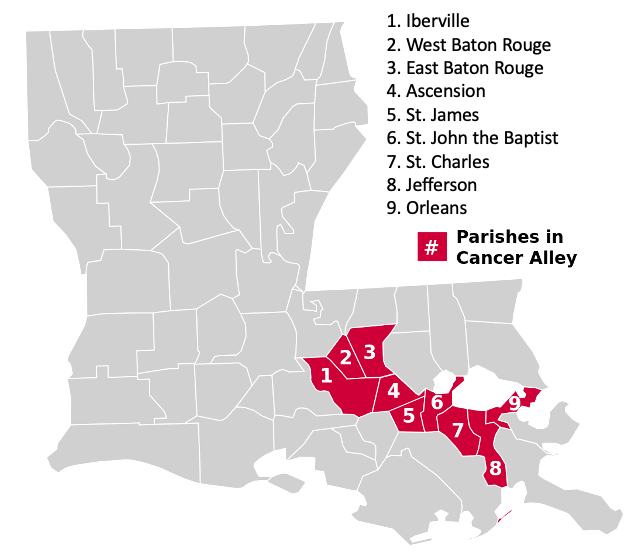 1. Iberville
2. West Baton Rouge
3. East Baton Rouge
4. Ascension
5. St. James
6. St. John the Baptist
7. St. Charles
8. Jefferson
9. Orleans
# Parishes in
Cancer Alley
3
2
1
4
9
6
5
7
8